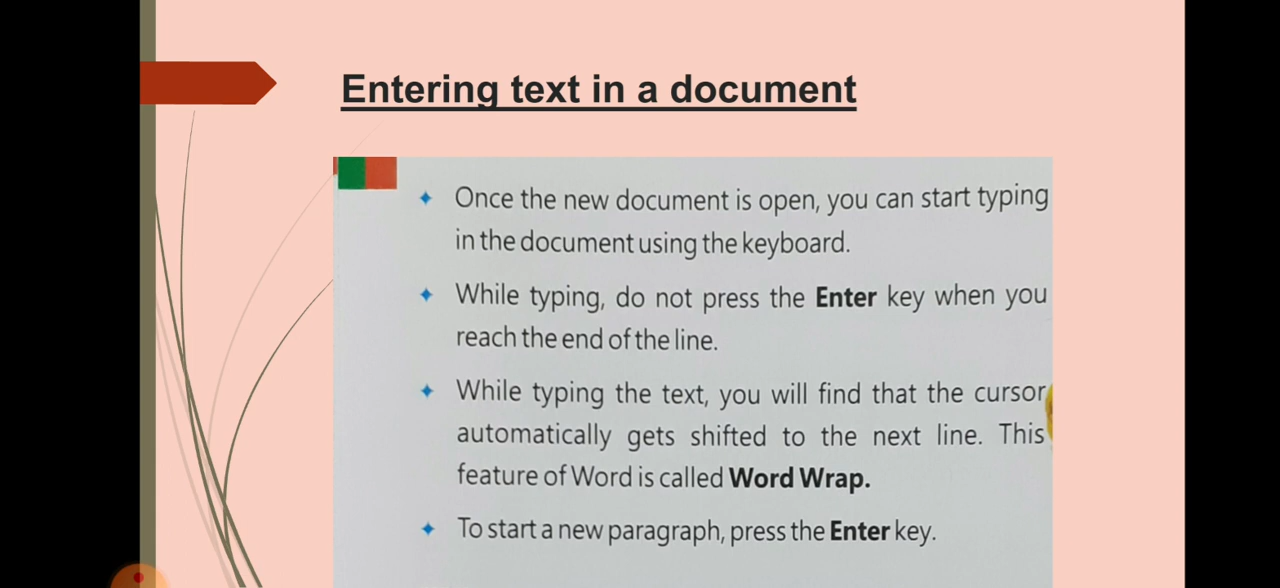 Entering text in a document
Once the new document is open, you can start typing
in the document using the keyboard.
While typing, do not press the Enter key when you
reach the end of the line.
While typing the text, you will find that the cursor
automatically gets shifted to the next line. This
feature of Word is called Word Wrap.
To start a new paragraph, press the Enter key.